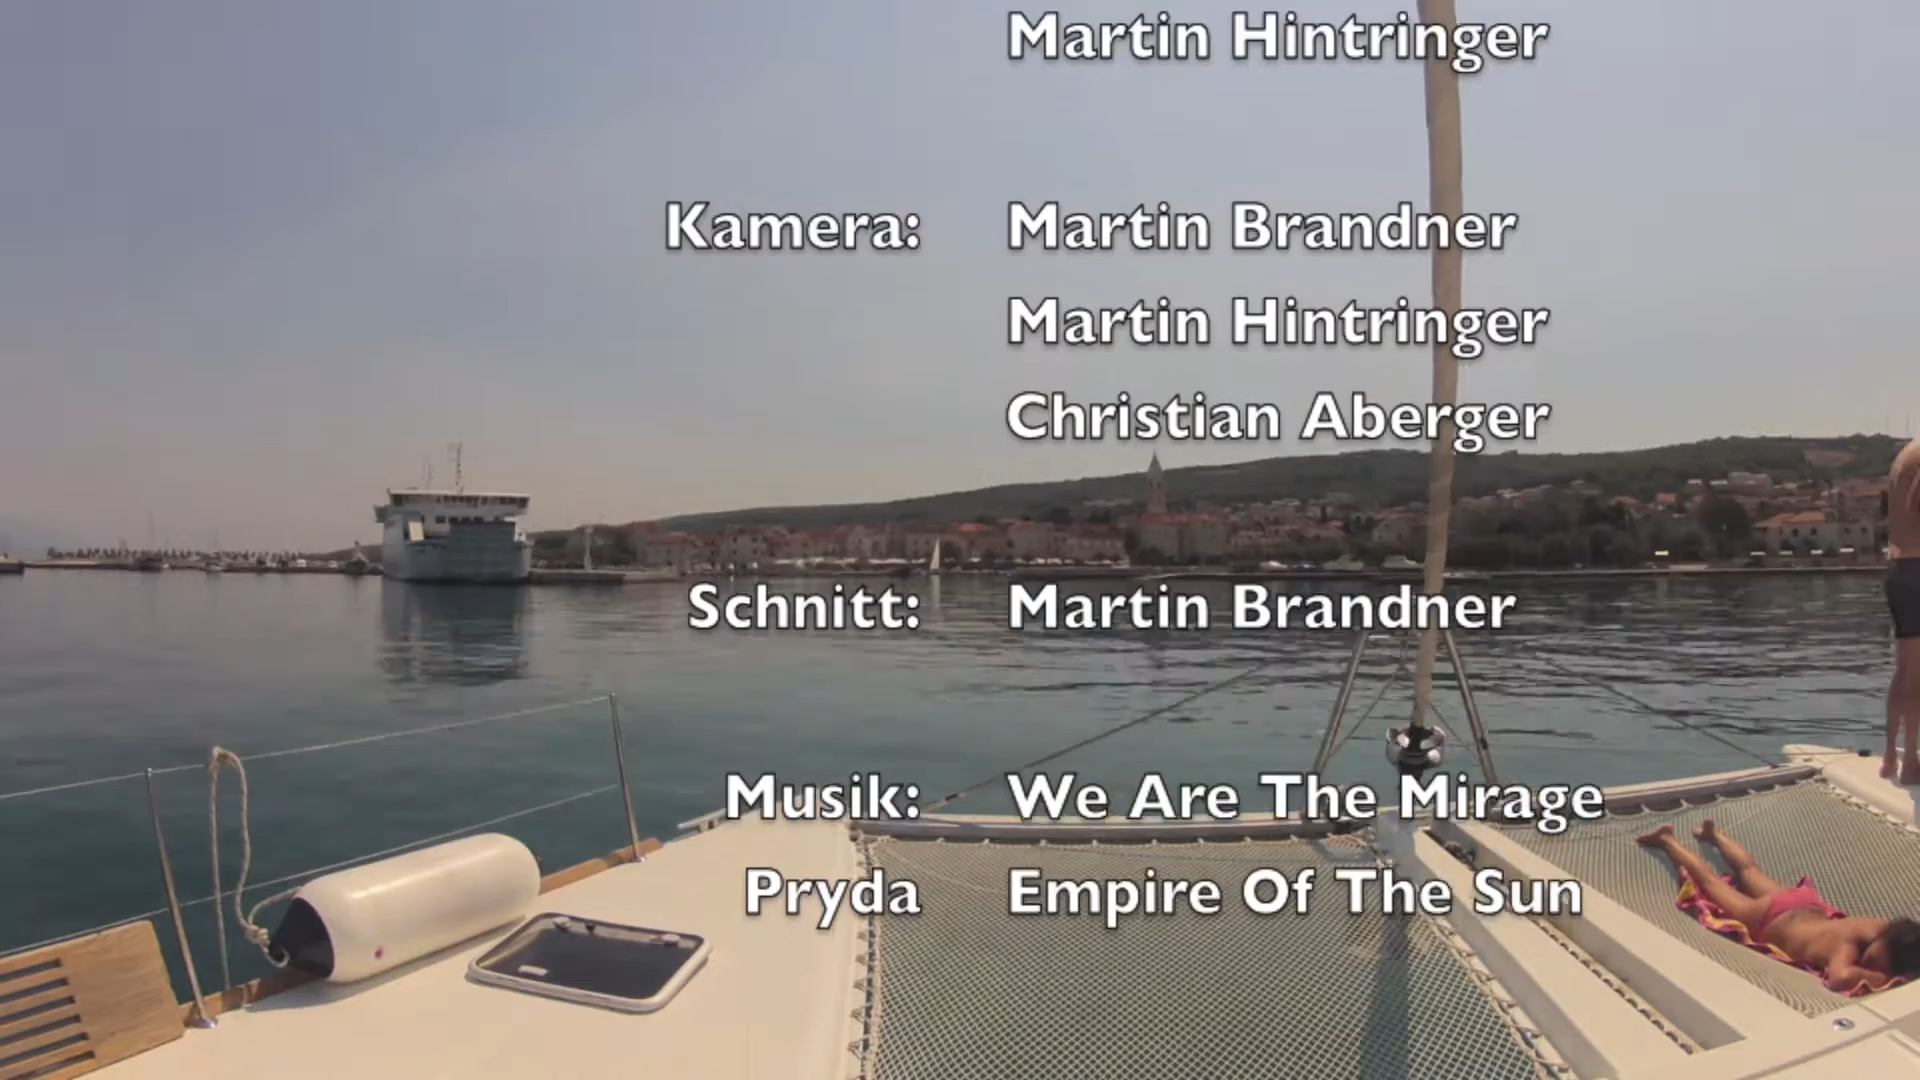 Martin Hintringer
Kamera: Martin Brandner
Martin Hintringer
Christian Aberger
Schnitt: Martin Brandner
Musik: We Are The Mirage
Pryda Empire Of The Sun